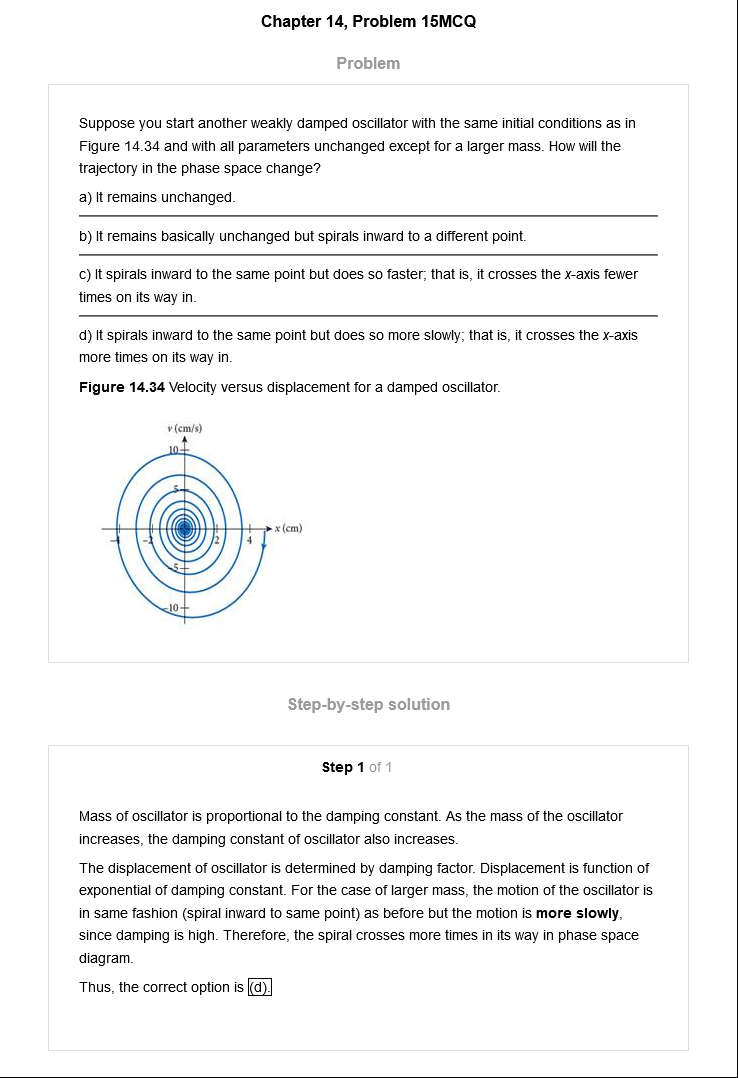 Chapter 14, Problem 15MCQ
Problem
Suppose you start another weakly damped oscillator with the same initial conditions as in
Figure 14.34 and with all parameters unchanged except for a larger mass. How will the
trajectory in the phase space change?
a) It remains unchanged.
b) It remains basically unchanged but spirals inward to a different point.
c) It spirals inward to the same point but does so faster; that is, it crosses the x-axis fewer
times on its way in.
d) It spirals inward to the same point but does so more slowly; that is, it crosses the x-axis
more times on its way in.
Figure 14.34 Velocity versus displacement for a damped oscillator.
v (cm/s)
10
5
-4 -2 2 4 x (cm)
-5
-10
Step-by-step solution
Step 1 of 1
Mass of oscillator is proportional to the damping constant. As the mass of the oscillator
increases, the damping constant of oscillator also increases.
The displacement of oscillator is determined by damping factor. Displacement is function of
exponential of damping constant. For the case of larger mass, the motion of the oscillator is
in same fashion (spiral inward to same point) as before but the motion is more slowly,
since damping is high. Therefore, the spiral crosses more times in its way in phase space
diagram.
Thus, the correct option is (d).